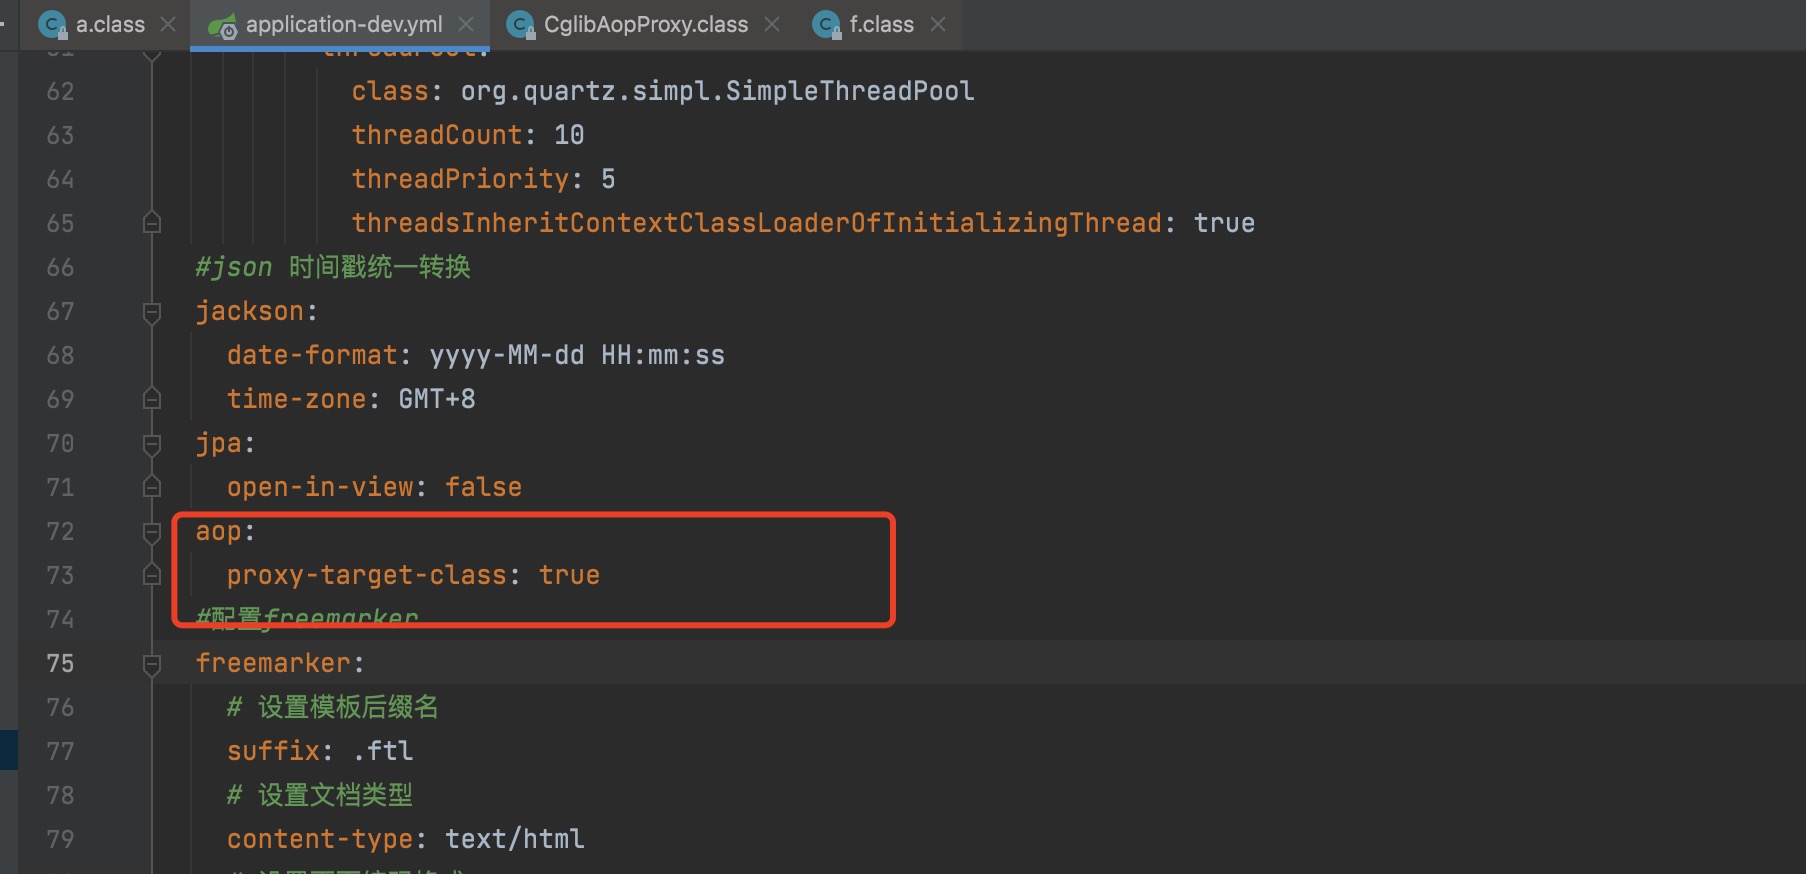 a.class
application-dev.yml
CglibAopProxy.class
f.class
61 threadPool:
62 class: org.quartz.simpl.SimpleThreadPool
63 threadCount: 10
64 threadPriority: 5
65 threadsInheritContextClassLoaderOfInitializingThread: true
66 #json 时间戳统一转换
67 jackson:
68 date-format: yyyy-MM-dd HH:mm:ss
69 time-zone: GMT+8
70 jpa:
71 open-in-view: false
72 aop:
73 proxy-target-class: true
74 #配置freemarker
75 freemarker:
76 # 设置模板后缀名
77 suffix: .ftl
78 # 设置文档类型
79 content-type: text/html